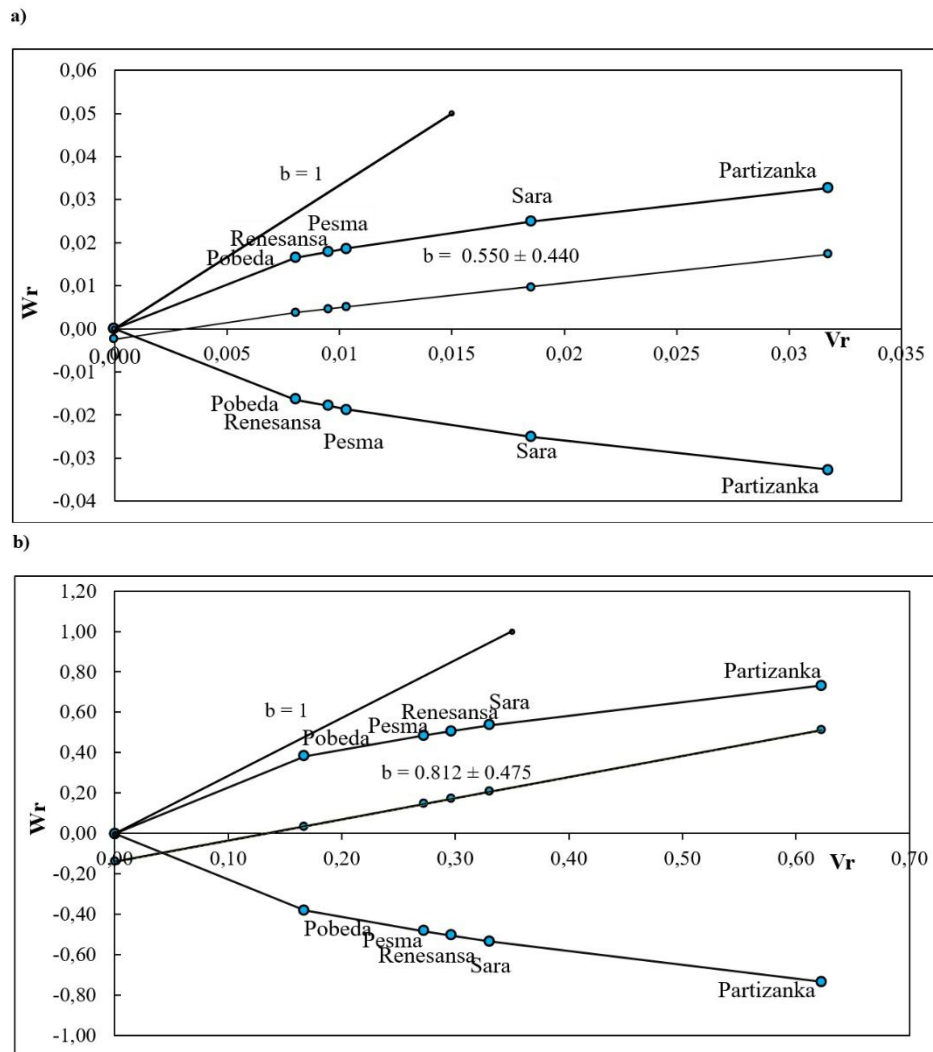 a)
0,06
Wr
0,05
b = 1
0,04
Partizanka
Sara
0,03
Pesma
Renesansa
0,02
Pobeda
b = 0.550 ± 0.440
0,01
0,00
0,000
0,005
0,01
0,015
0,02
0,025
0,03
Vr
0,035
-0,01
Pobeda
-0,02
Renesansa
Pesma
Sara
-0,03
Partizanka
-0,04
b)
1,20
Wr
1,00
0,80
Partizanka
b = 1
Sara
0,60
Renesansa
Pesma
Pobeda
0,40
b = 0.812 ± 0.475
0,20
0,00
0,00
0,10
0,20
0,30
0,40
0,50
0,60
Vr
0,70
-0,20
-0,40
Pobeda
Pesma
Renesansa
-0,60
Sara
Partizanka
-0,80
-1,00